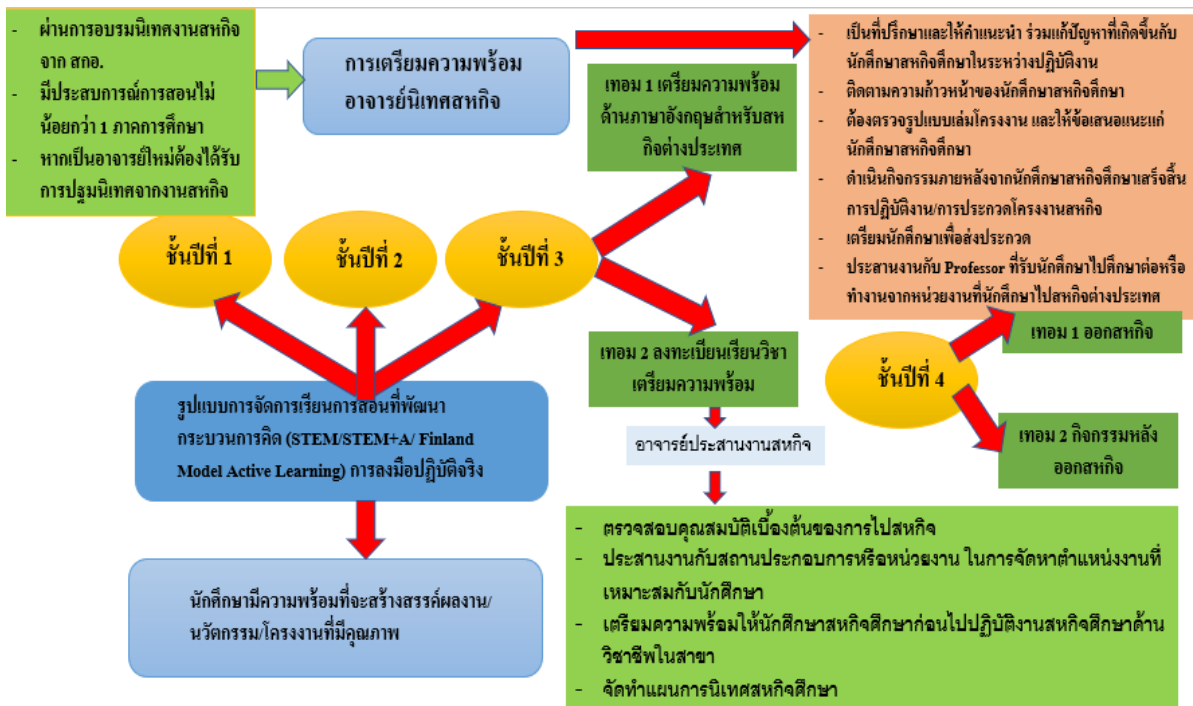 - ผ่านการอบรมนิเทศงานสหกิจ
จาก สกอ.
- มีประสบการณ์การสอนไม่
น้อยกว่า 1 ภาคการศึกษา
- หากเป็นอาจารย์ใหม่ต้องได้รับ
การปฐมนิเทศจากงานสหกิจ
การเตรียมความพร้อม
อาจารย์นิเทศสหกิจ
เทอม 1 เตรียมความพร้อม
ด้านภาษาอังกฤษสำหรับสห
กิจต่างประเทศ
- เป็นที่ปรึกษาและให้คำแนะนำ ร่วมแก้ปัญหาที่เกิดขึ้นกับ
นักศึกษาสหกิจศึกษาในระหว่างปฏิบัติงาน
- ติดตามความก้าวหน้าของนักศึกษาสหกิจศึกษา
- ต้องตรวจรูปแบบเล่มโครงงาน และให้ข้อเสนอแนะแก่
นักศึกษาสหกิจศึกษา
- ดำเนินกิจกรรมภายหลังจากนักศึกษาสหกิจศึกษาเสร็จสิ้น
การปฏิบัติงาน/การประกวดโครงงานสหกิจ
- เตรียมนักศึกษาเพื่อส่งประกวด
- ประสานงานกับ Professor ที่รับนักศึกษาไปศึกษาต่อหรือ
ทำงานจากหน่วยงานที่นักศึกษาไปสหกิจต่างประเทศ
ชั้นปีที่ 1
ชั้นปีที่ 2
ชั้นปีที่ 3
เทอม 2 ลงทะเบียนเรียนวิชา
เตรียมความพร้อม
อาจารย์ประสานงานสหกิจ
ชั้นปีที่ 4
เทอม 1 ออกสหกิจ
เทอม 2 กิจกรรมหลัง
ออกสหกิจ
รูปแบบการจัดการเรียนการสอนที่พัฒนา
กระบวนการคิด (STEM/STEM+A/ Finland
Model Active Learning) การลงมือปฏิบัติจริง
นักศึกษามีความพร้อมที่จะสร้างสรรค์ผลงาน/
นวัตกรรม/โครงงานที่มีคุณภาพ
- ตรวจสอบคุณสมบัติเบื้องต้นของการไปสหกิจ
- ประสานงานกับสถานประกอบการหรือหน่วยงาน ในการจัดหาตำแหน่งงานที่
เหมาะสมกับนักศึกษา
- เตรียมความพร้อมให้นักศึกษาสหกิจศึกษาก่อนไปปฏิบัติงานสหกิจศึกษาด้าน
วิชาชีพในสาขา
- จัดทำแผนการนิเทศสหกิจศึกษา